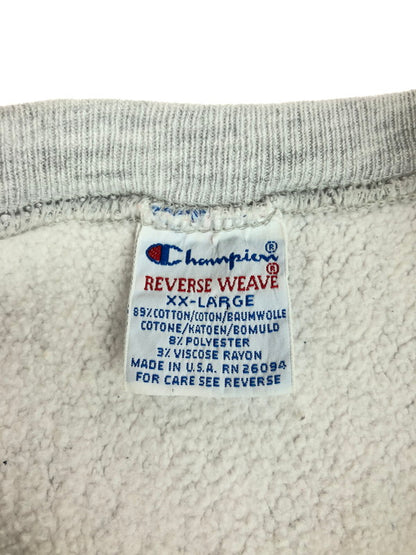 Champion®
REVERSE WEAVE®
XX-LARGE
89% COTTON/COTON/BAUMWOLLE
COTONE/KATOEN/BOMULD
8% POLYESTER
3% VISCOSE RAYON
MADE IN U.S.A. RN 26094
FOR CARE SEE REVERSE